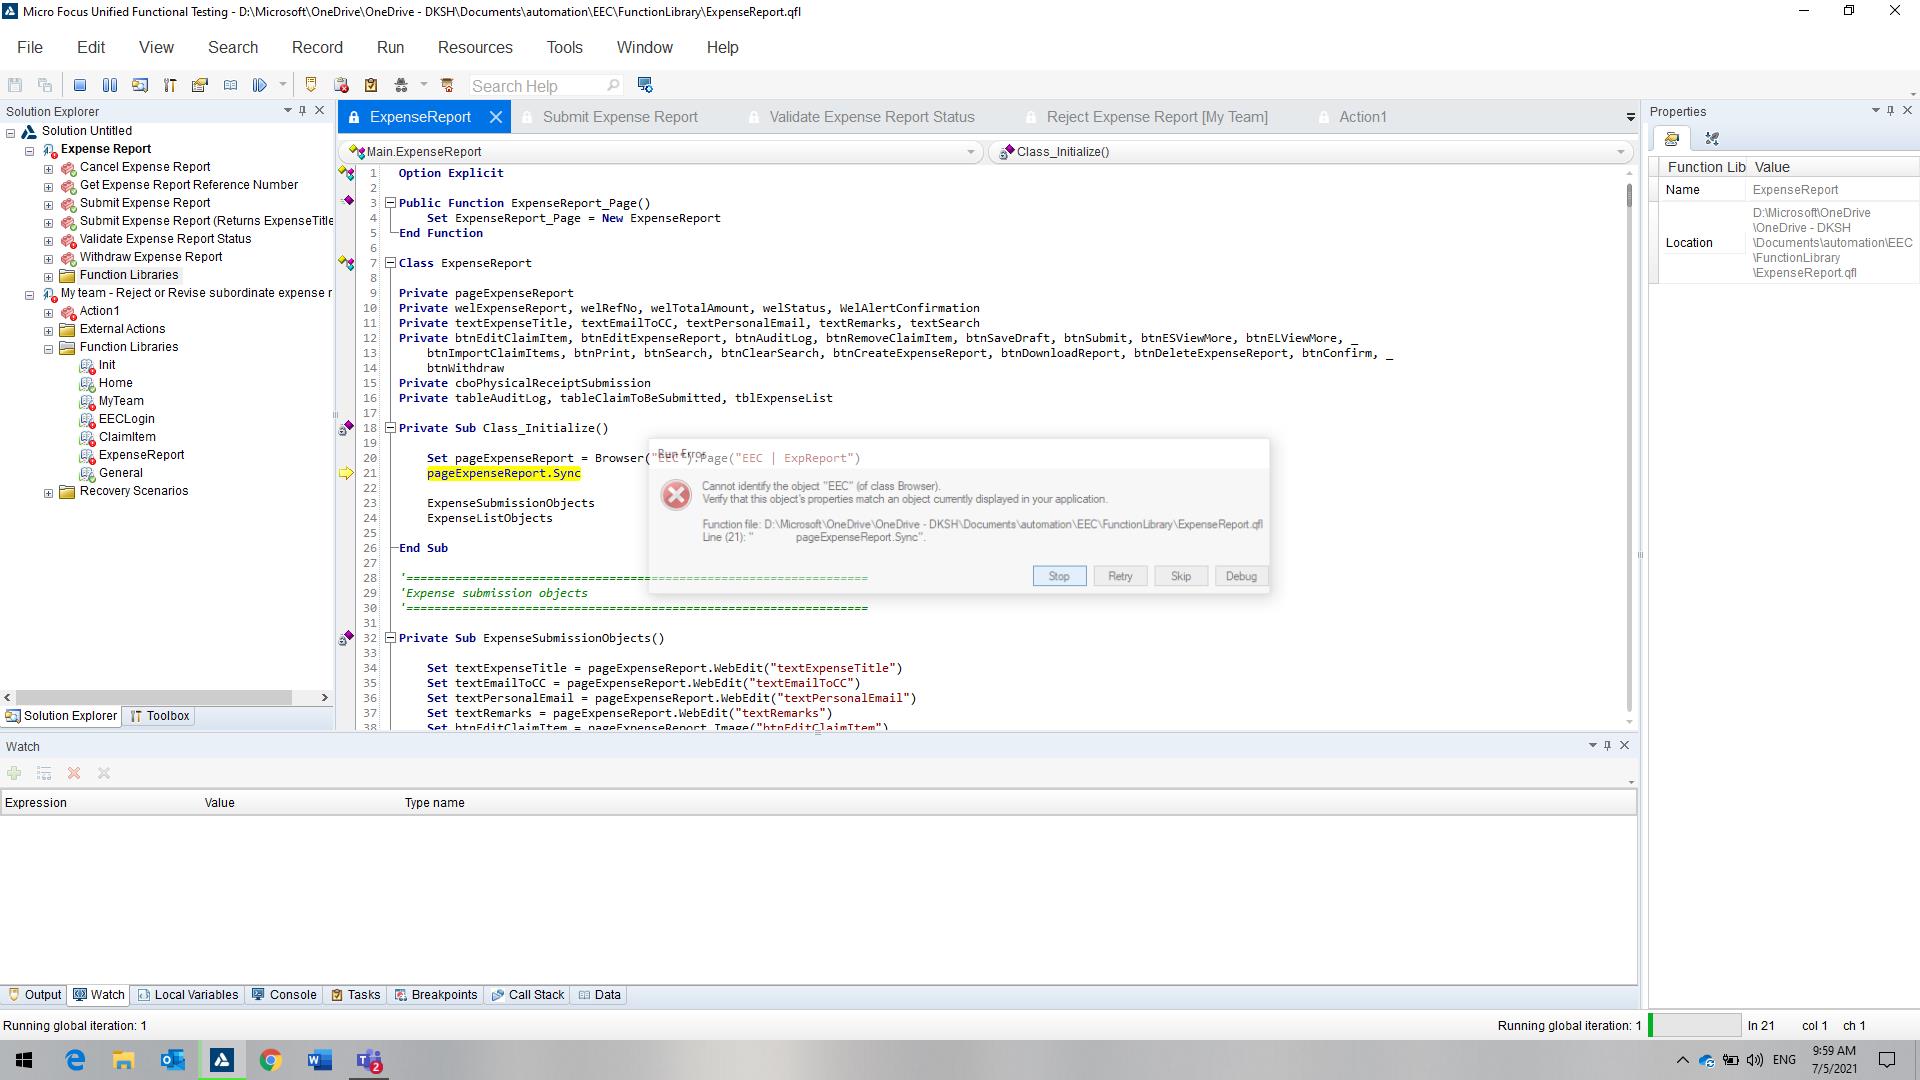 Micro Focus Unified Functional Testing - D:\Microsoft\OneDrive\OneDrive - DKSH\Documents\automation\EEC\FunctionLibrary\ExpenseReport.qfl
File Edit View Search Record Run Resources Tools Window Help
Search Help
Solution Explorer
Solution Untitled
Expense Report
Cancel Expense Report
Get Expense Report Reference Number
Submit Expense Report
Submit Expense Report (Returns ExpenseTitle
Validate Expense Report Status
Withdraw Expense Report
Function Libraries
My team - Reject or Revise subordinate expense r
Action1
External Actions
Function Libraries
Init
Home
MyTeam
EECLogin
ClaimItem
ExpenseReport
General
Recovery Scenarios
Solution Explorer Toolbox
ExpenseReport Submit Expense Report Validate Expense Report Status Reject Expense Report [My Team] Action1
Main.ExpenseReport Class_Initialize()
1 Option Explicit
2
3 Public Function ExpenseReport_Page()
4 Set ExpenseReport_Page = New ExpenseReport
5 End Function
6
7 Class ExpenseReport
8
9 Private pageExpenseReport
10 Private welExpenseReport, welRefNo, welTotalAmount, welStatus, WelAlertConfirmation
11 Private textExpenseTitle, textEmailToCC, textPersonalEmail, textRemarks, textSearch
12 Private btnEditClaimItem, btnEditExpenseReport, btnAuditLog, btnRemoveClaimItem, btnSaveDraft, btnSubmit, btnESViewMore, btnELViewMore, _
13 btnImportClaimItems, btnPrint, btnSearch, btnClearSearch, btnCreateExpenseReport, btnDownloadReport, btnDeleteExpenseReport, btnConfirm, _
14 btnWithdraw
15 Private cboPhysicalReceiptSubmission
16 Private tableAuditLog, tableClaimToBeSubmitted, tblExpenseList
17
18 Private Sub Class_Initialize()
19
20 Set pageExpenseReport = Browser("EEC").Page("EEC | ExpReport")
21 pageExpenseReport.Sync
22
23 ExpenseSubmissionObjects
24 ExpenseListObjects
25
26 End Sub
27
28 '==================================================================
29 'Expense submission objects
30 '==================================================================
31
32 Private Sub ExpenseSubmissionObjects()
33
34 Set textExpenseTitle = pageExpenseReport.WebEdit("textExpenseTitle")
35 Set textEmailToCC = pageExpenseReport.WebEdit("textEmailToCC")
36 Set textPersonalEmail = pageExpenseReport.WebEdit("textPersonalEmail")
37 Set textRemarks = pageExpenseReport.WebEdit("textRemarks")
38 Set btnEditClaimItem = pageExpenseReport.Image("btnEditClaimItem")
Run Error
Cannot identify the object "EEC" (of class Browser).
Verify that this object's properties match an object currently displayed in your application.
Function file: D:\Microsoft\OneDrive\OneDrive - DKSH\Documents\automation\EEC\FunctionLibrary\ExpenseReport.qfl
Line (21): " pageExpenseReport.Sync".
Stop Retry Skip Debug
Properties
Function Lib Value
Name ExpenseReport
Location D:\Microsoft\OneDrive
\OneDrive - DKSH
\Documents\automation\EEC
\FunctionLibrary
\ExpenseReport.qfl
Watch
Expression Value Type name
Output Watch Local Variables Console Tasks Breakpoints Call Stack Data
Running global iteration: 1 Running global iteration: 1 ln 21 col 1 ch 1
2 ENG 9:59 AM
7/5/2021